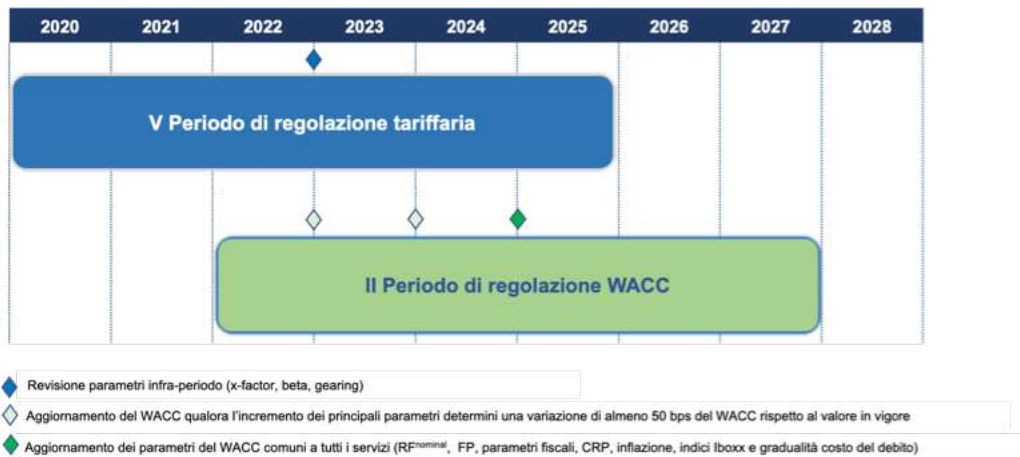 2020 2021 2022 2023 2024 2025 2026 2027 2028
V Periodo di regolazione tariffaria
II Periodo di regolazione WACC
Revisione parametri infra-periodo (x-factor, beta, gearing)
Aggiornamento del WACC qualora l'incremento dei principali parametri determini una variazione di almeno 50 bps del WACC rispetto al valore in vigore
Aggiornamento dei parametri del WACC comuni a tutti i servizi (RFnominal, FP, parametri fiscali, CRP, inflazione, indici Iboxx e gradualità costo del debito)